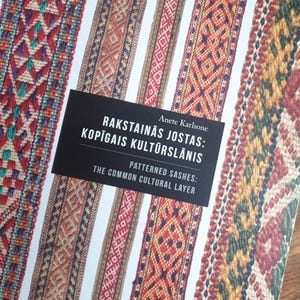 Anete Karlsone
RAKSTAINĀS JOSTAS:
KOPĪGAIS KULTŪRSLĀNIS
PATTERNED SASHES:
THE COMMON CULTURAL LAYER